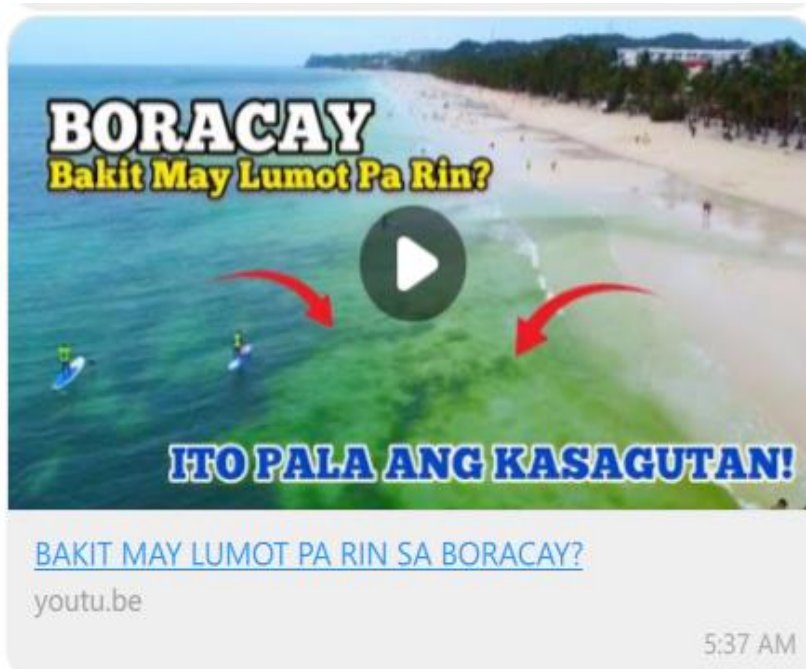 BORACAY
Bakit May Lumot Pa Rin?
ITO PALA ANG KASAGUTAN!
BAKIT MAY LUMOT PA RIN SA BORACAY?
youtu.be
5:37 AM